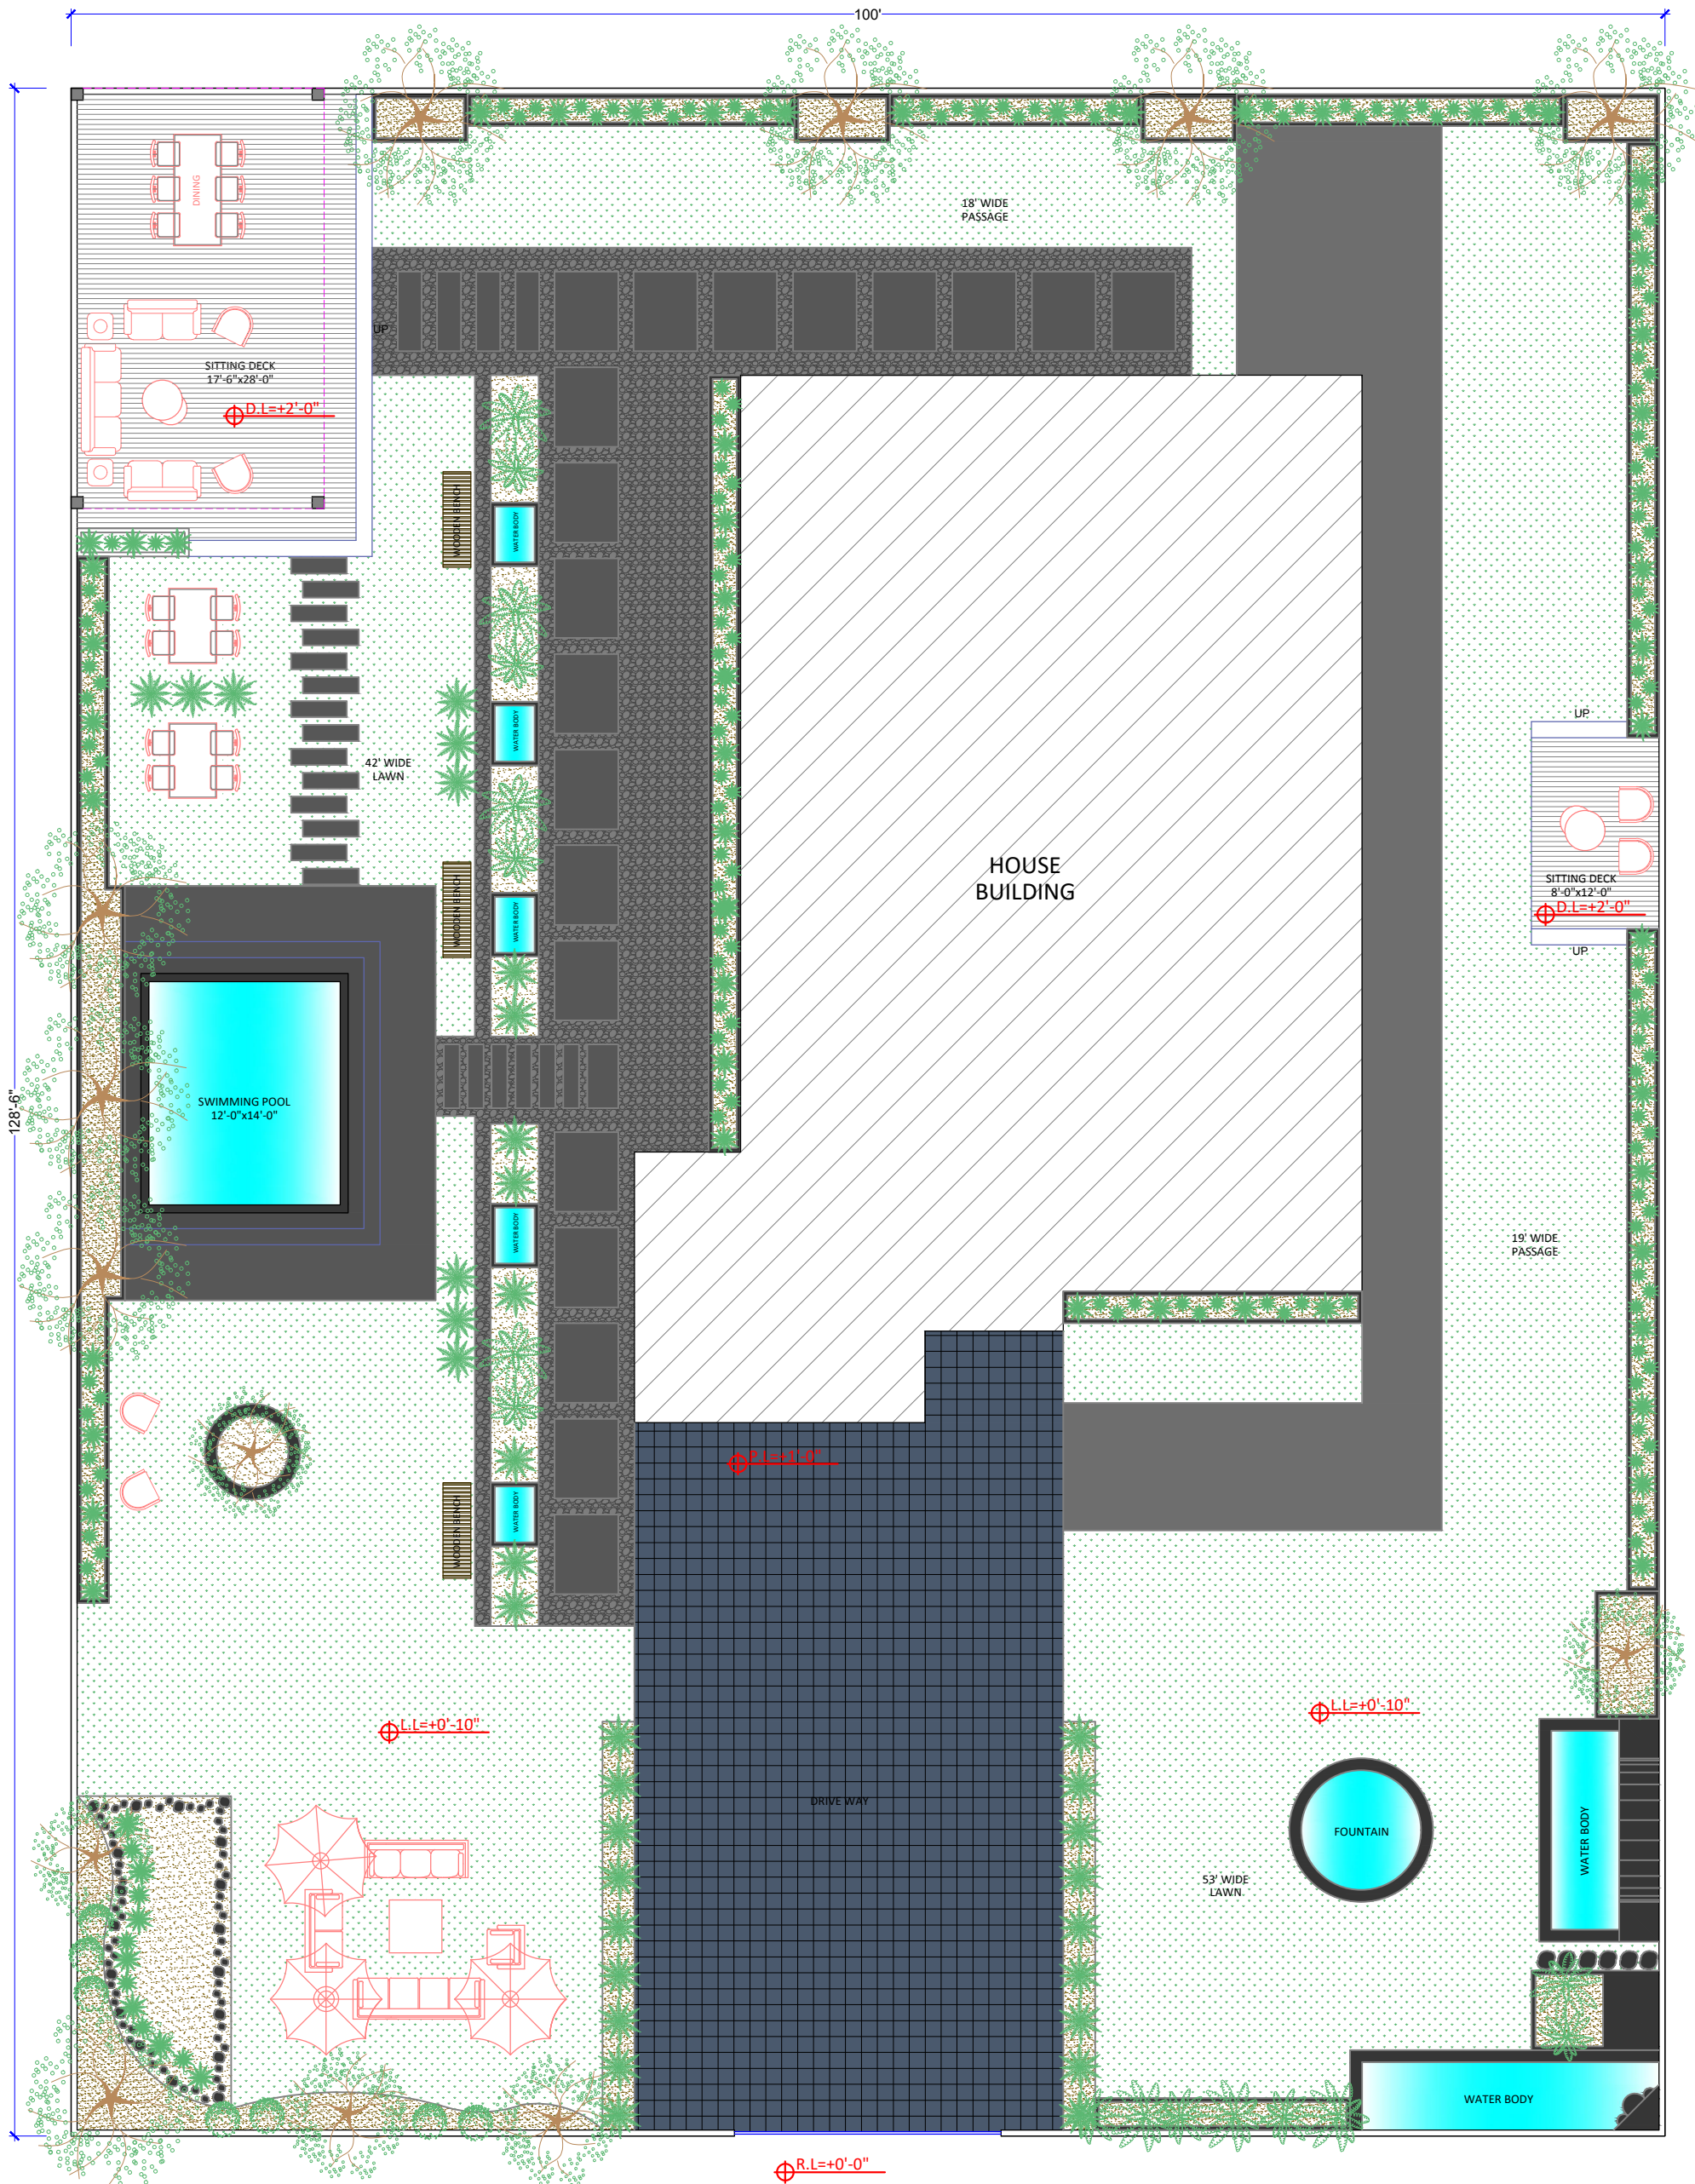 100'
128'-6"
DINING
18' WIDE
PASSAGE
UP
SITTING DECK
17'-6"x28'-0"
D.L=+2'-0"
WOODEN BENCH
WATER BODY
WATER BODY
42' WIDE
LAWN
UP
HOUSE
BUILDING
SITTING DECK
8'-0"x12'-0"
D.L=+2'-0"
UP
WOODEN BENCH
WATER BODY
SWIMMING POOL
12'-0"x14'-0"
WATER BODY
19' WIDE
PASSAGE
P.L=+1'-0"
WOODEN BENCH
WATER BODY
L.L=+0'-10"
L.L=+0'-10"
DRIVE WAY
FOUNTAIN
WATER BODY
53' WIDE
LAWN
WATER BODY
R.L=+0'-0"